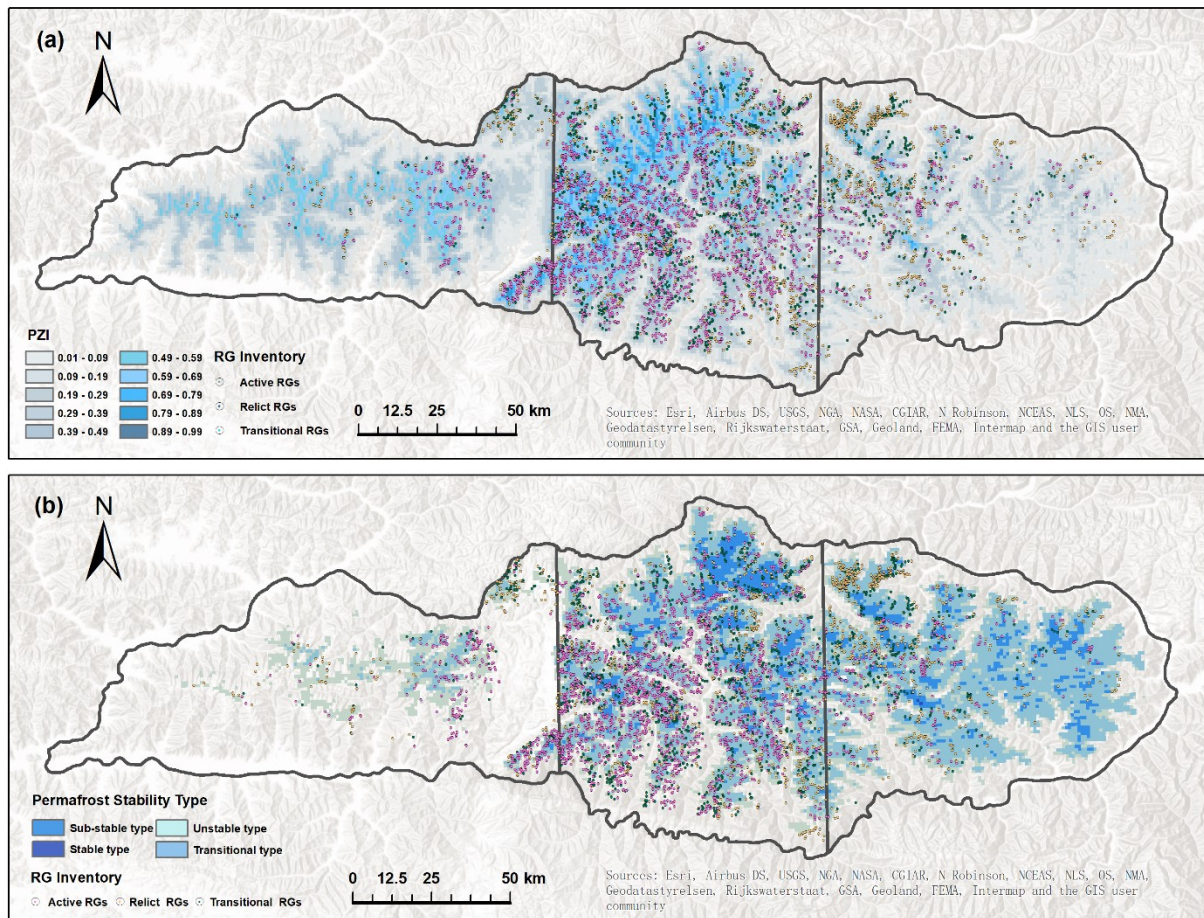 (a)
N
PZI
0.01 - 0.09
0.49 - 0.59
0.09 - 0.19
0.59 - 0.69
0.19 - 0.29
0.69 - 0.79
0.29 - 0.39
0.79 - 0.89
0.39 - 0.49
0.89 - 0.99
RG Inventory
Active RGs
Relict RGs
Transitional RGs
0 12.5 25 50 km
Sources: Esri, Airbus DS, USGS, NGA, NASA, CGIAR, N Robinson, NCEAS, NLS, OS, NMA,
Geodatastyrelsen, Rijkswaterstaat, GSA, Geoland, FEMA, Intermap and the GIS user
community
(b)
N
Permafrost Stability Type
Sub-stable type
Unstable type
Stable type
Transitional type
RG Inventory
Active RGs
Relict RGs
Transitional RGs
0 12.5 25 50 km
Sources: Esri, Airbus DS, USGS, NGA, NASA, CGIAR, N Robinson, NCEAS, NLS, OS, NMA,
Geodatastyrelsen, Rijkswaterstaat, GSA, Geoland, FEMA, Intermap and the GIS user
community